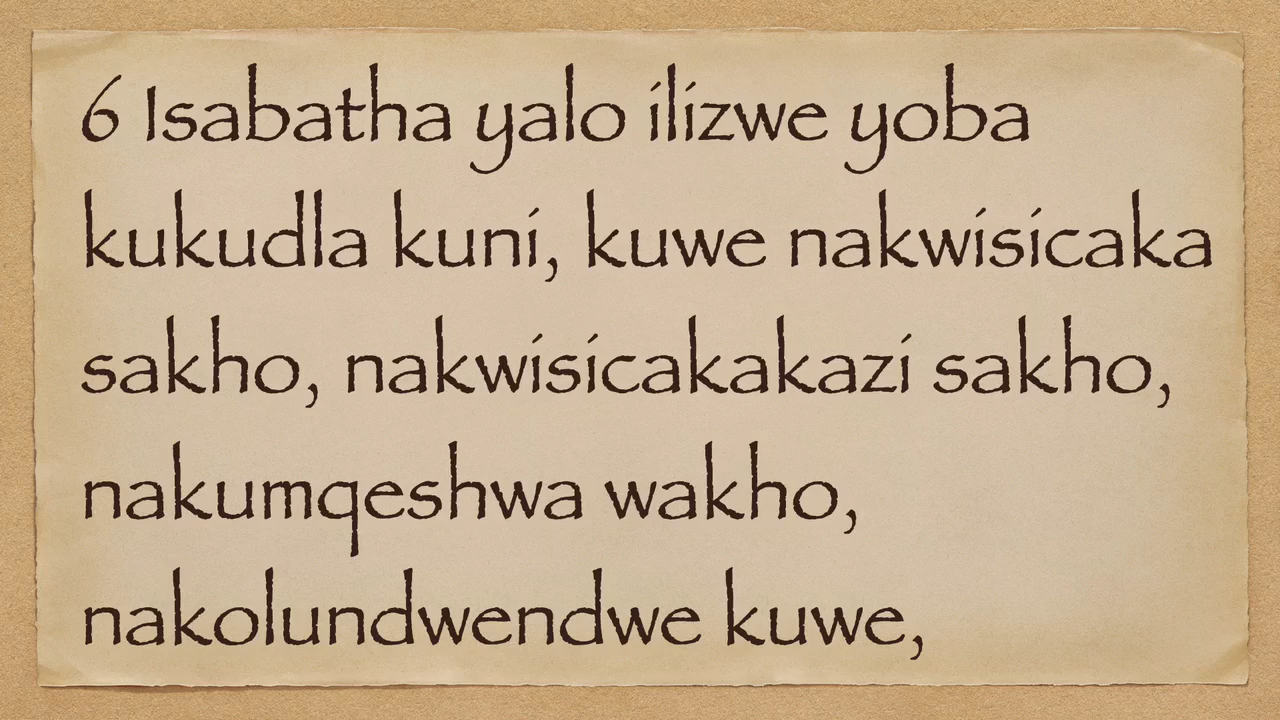 6 Isabatha yalo ilizwe yoba
kukudla kuni, kuwe nakwisicaka
sakho, nakwisicakakazi sakho,
nakumqeshwa wakho,
nakolundwendwe kuwe,